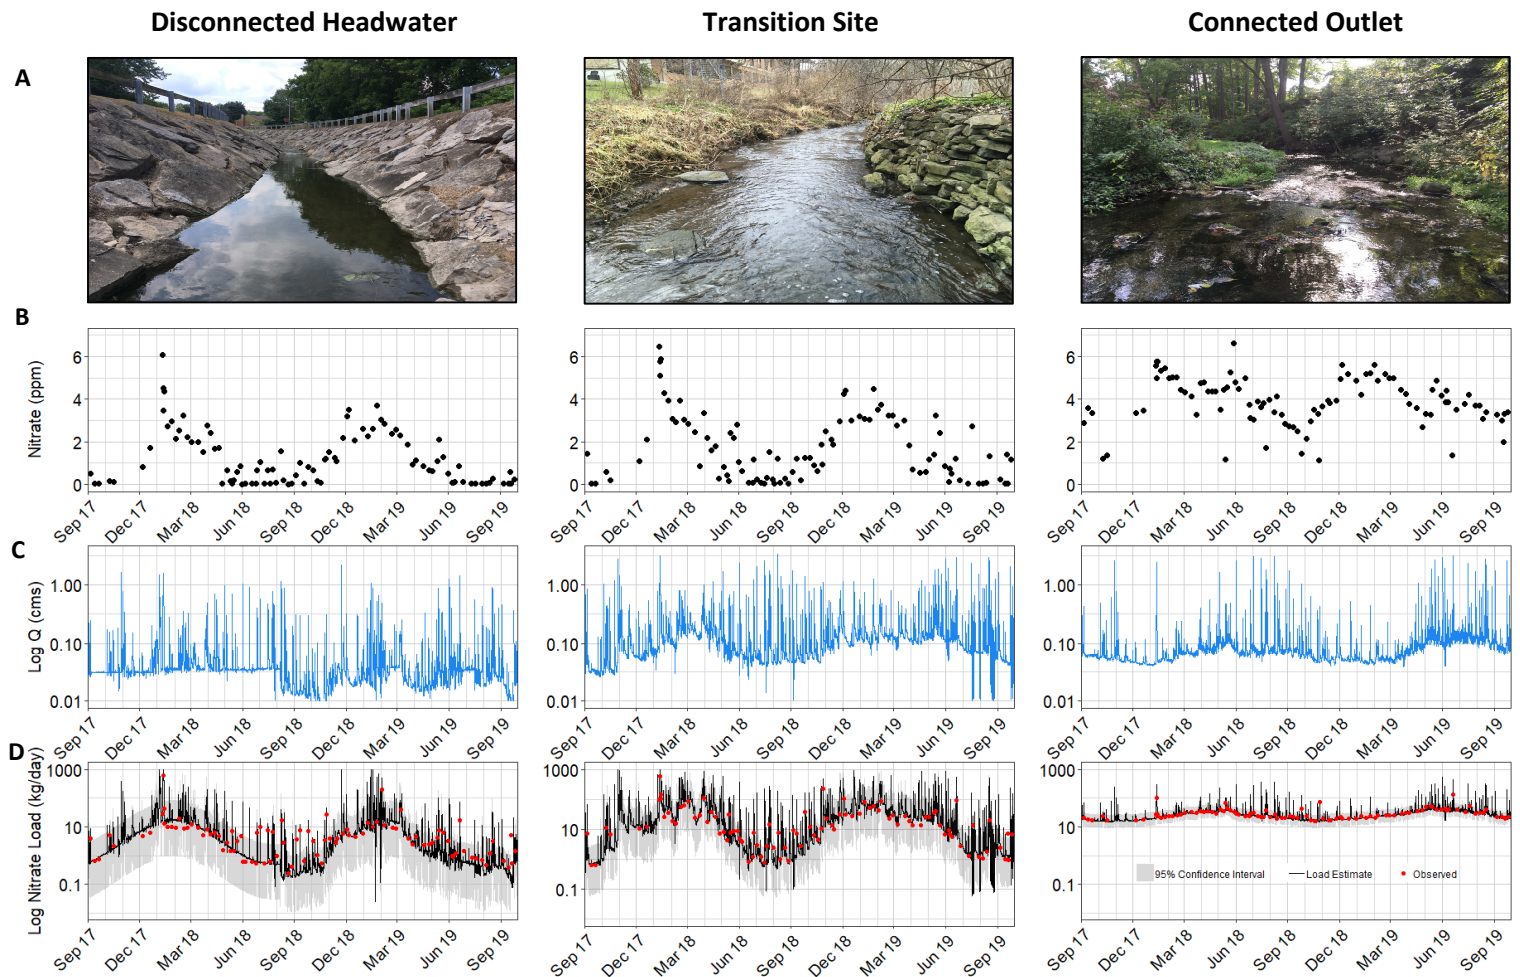 Disconnected Headwater Transition Site Connected Outlet
A
B
Nitrate (ppm)
6 6 6
4 4 4
2 2 2
0 0 0
Sep 17 Dec 17 Mar 18 Jun 18 Sep 18 Dec 18 Mar 19 Jun 19 Sep 19 Sep 17 Dec 17 Mar 18 Jun 18 Sep 18 Dec 18 Mar 19 Jun 19 Sep 19 Sep 17 Dec 17 Mar 18 Jun 18 Sep 18 Dec 18 Mar 19 Jun 19 Sep 19
C
Log Q (cms)
1.00 1.00 1.00
0.10 0.10 0.10
0.01 0.01 0.01
Sep 17 Dec 17 Mar 18 Jun 18 Sep 18 Dec 18 Mar 19 Jun 19 Sep 19 Sep 17 Dec 17 Mar 18 Jun 18 Sep 18 Dec 18 Mar 19 Jun 19 Sep 19 Sep 17 Dec 17 Mar 18 Jun 18 Sep 18 Dec 18 Mar 19 Jun 19 Sep 19
D
Log Nitrate Load (kg/day)
1000 1000 1000
10 10 10
0.1 0.1 0.1
95% Confidence Interval Load Estimate Observed
Sep 17 Dec 17 Mar 18 Jun 18 Sep 18 Dec 18 Mar 19 Jun 19 Sep 19 Sep 17 Dec 17 Mar 18 Jun 18 Sep 18 Dec 18 Mar 19 Jun 19 Sep 19 Sep 17 Dec 17 Mar 18 Jun 18 Sep 18 Dec 18 Mar 19 Jun 19 Sep 19